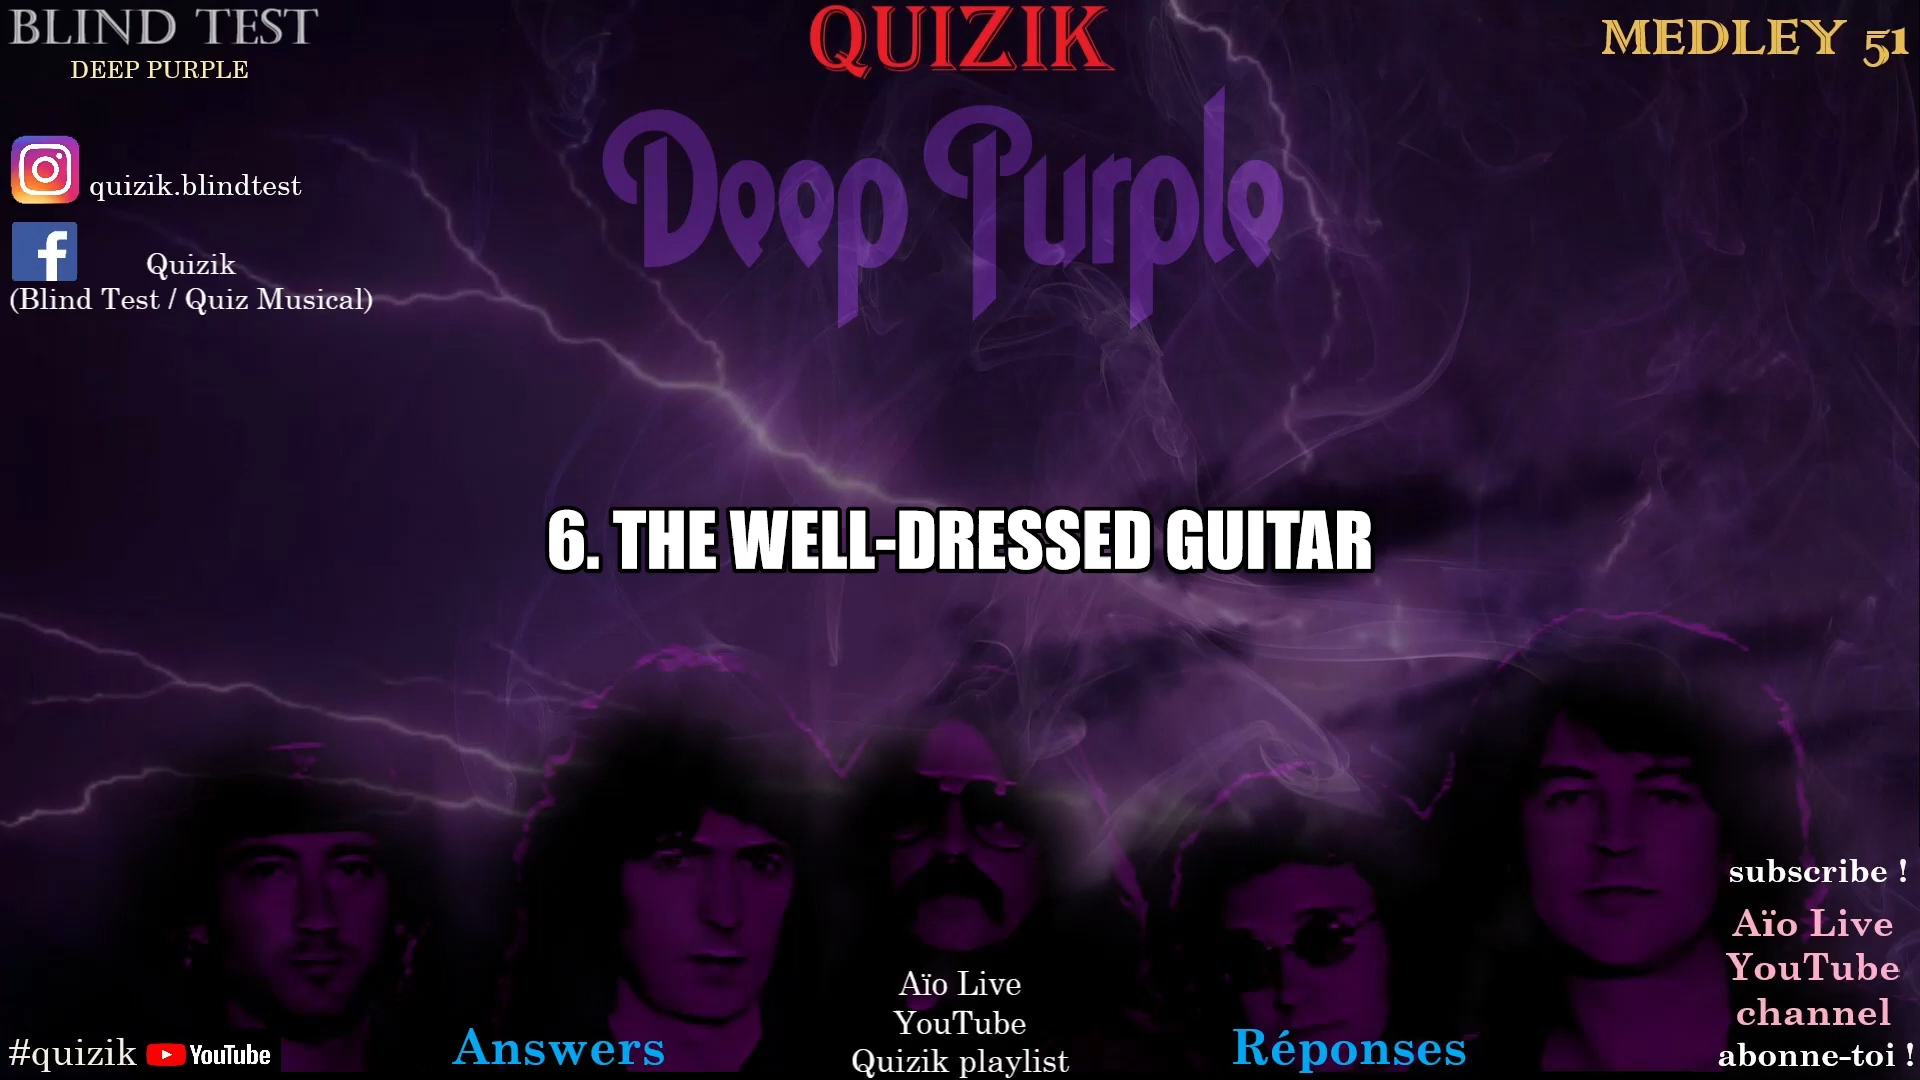 BLIND TEST
DEEP PURPLE
QUIZIK
MEDLEY 51
Deep Purple
quizik.blindtest
Quizik
(Blind Test / Quiz Musical)
6. THE WELL-DRESSED GUITAR
#quizik YouTube
Answers
Aïo Live
YouTube
Quizik playlist
Réponses
subscribe !
Aïo Live
YouTube
channel
abonne-toi !